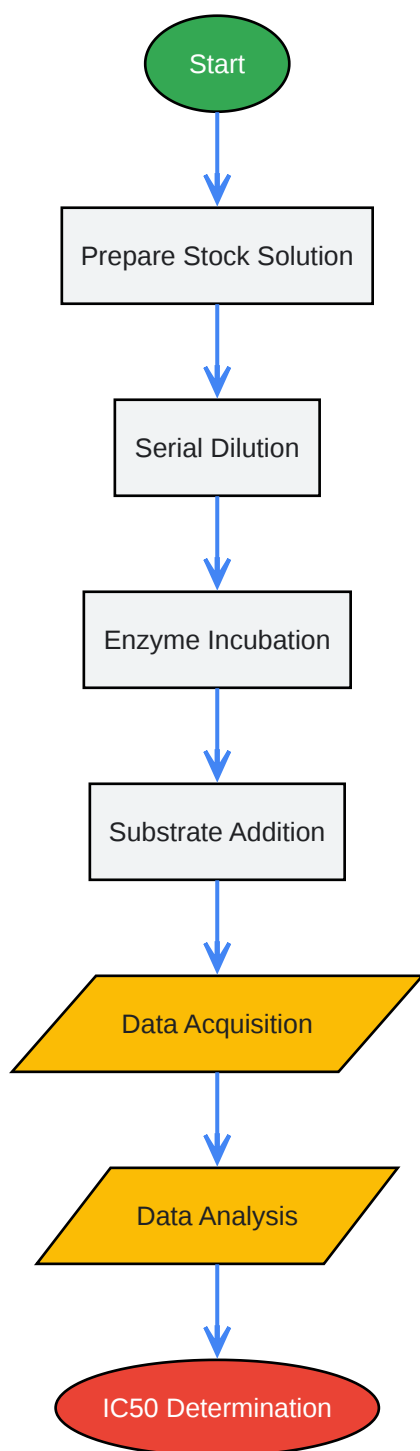 Start
Prepare Stock Solution
Serial Dilution
Enzyme Incubation
Substrate Addition
Data Acquisition
Data Analysis
IC50 Determination